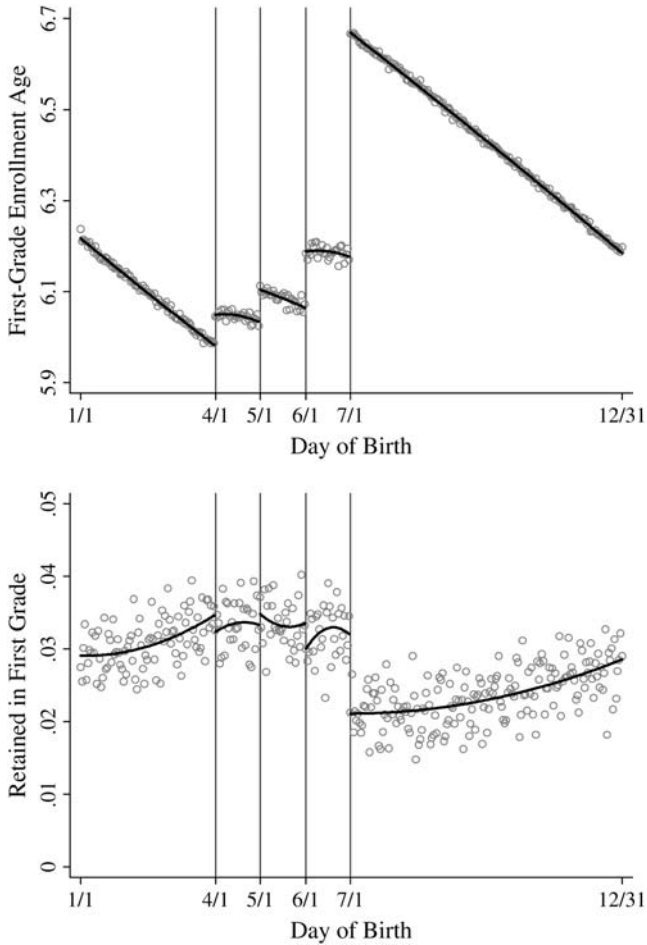 6.7
6.5
6.3
6.1
5.9
First-Grade Enrollment Age
1/1 4/1 5/1 6/1 7/1 12/31
Day of Birth
.05
.04
.03
.02
.01
0
Retained in First Grade
1/1 4/1 5/1 6/1 7/1 12/31
Day of Birth